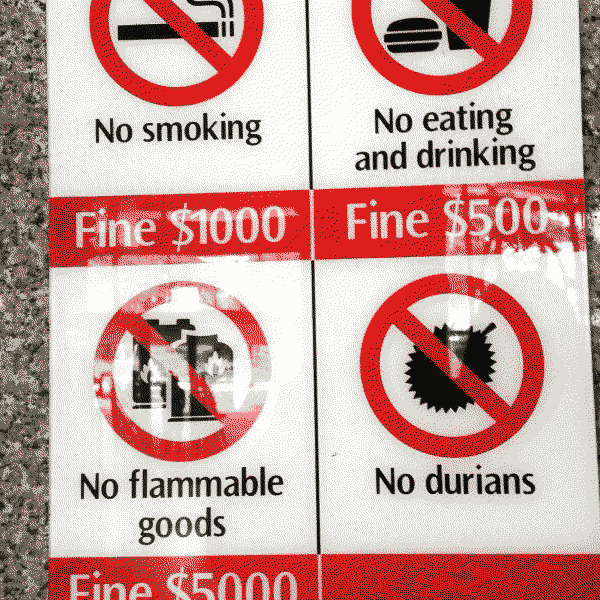 No smoking
No eating
and drinking
Fine $1000
Fine $500
No flammable
goods
No durians
Fine $5000